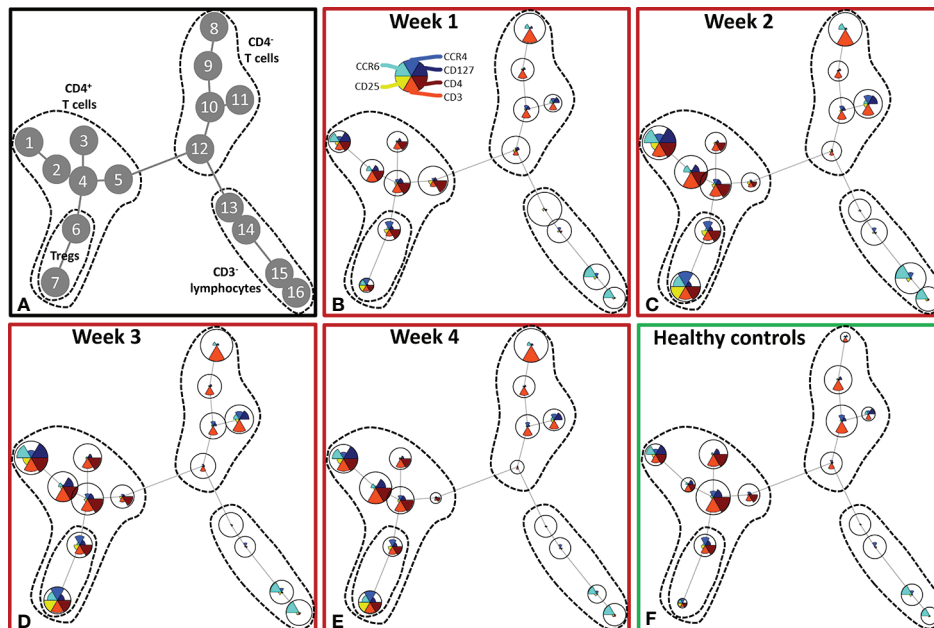 Week 1
Week 2
8
CD4⁻
T cells
9
CCR6
CCR4
CD127
CD25
CD4
CD3
CD4⁺
T cells
10
11
1
3
2
4
5
12
6
13
14
Tregs
7
CD3⁻
lymphocytes
15
16
A
B
C
Week 3
Week 4
Healthy controls
D
E
F